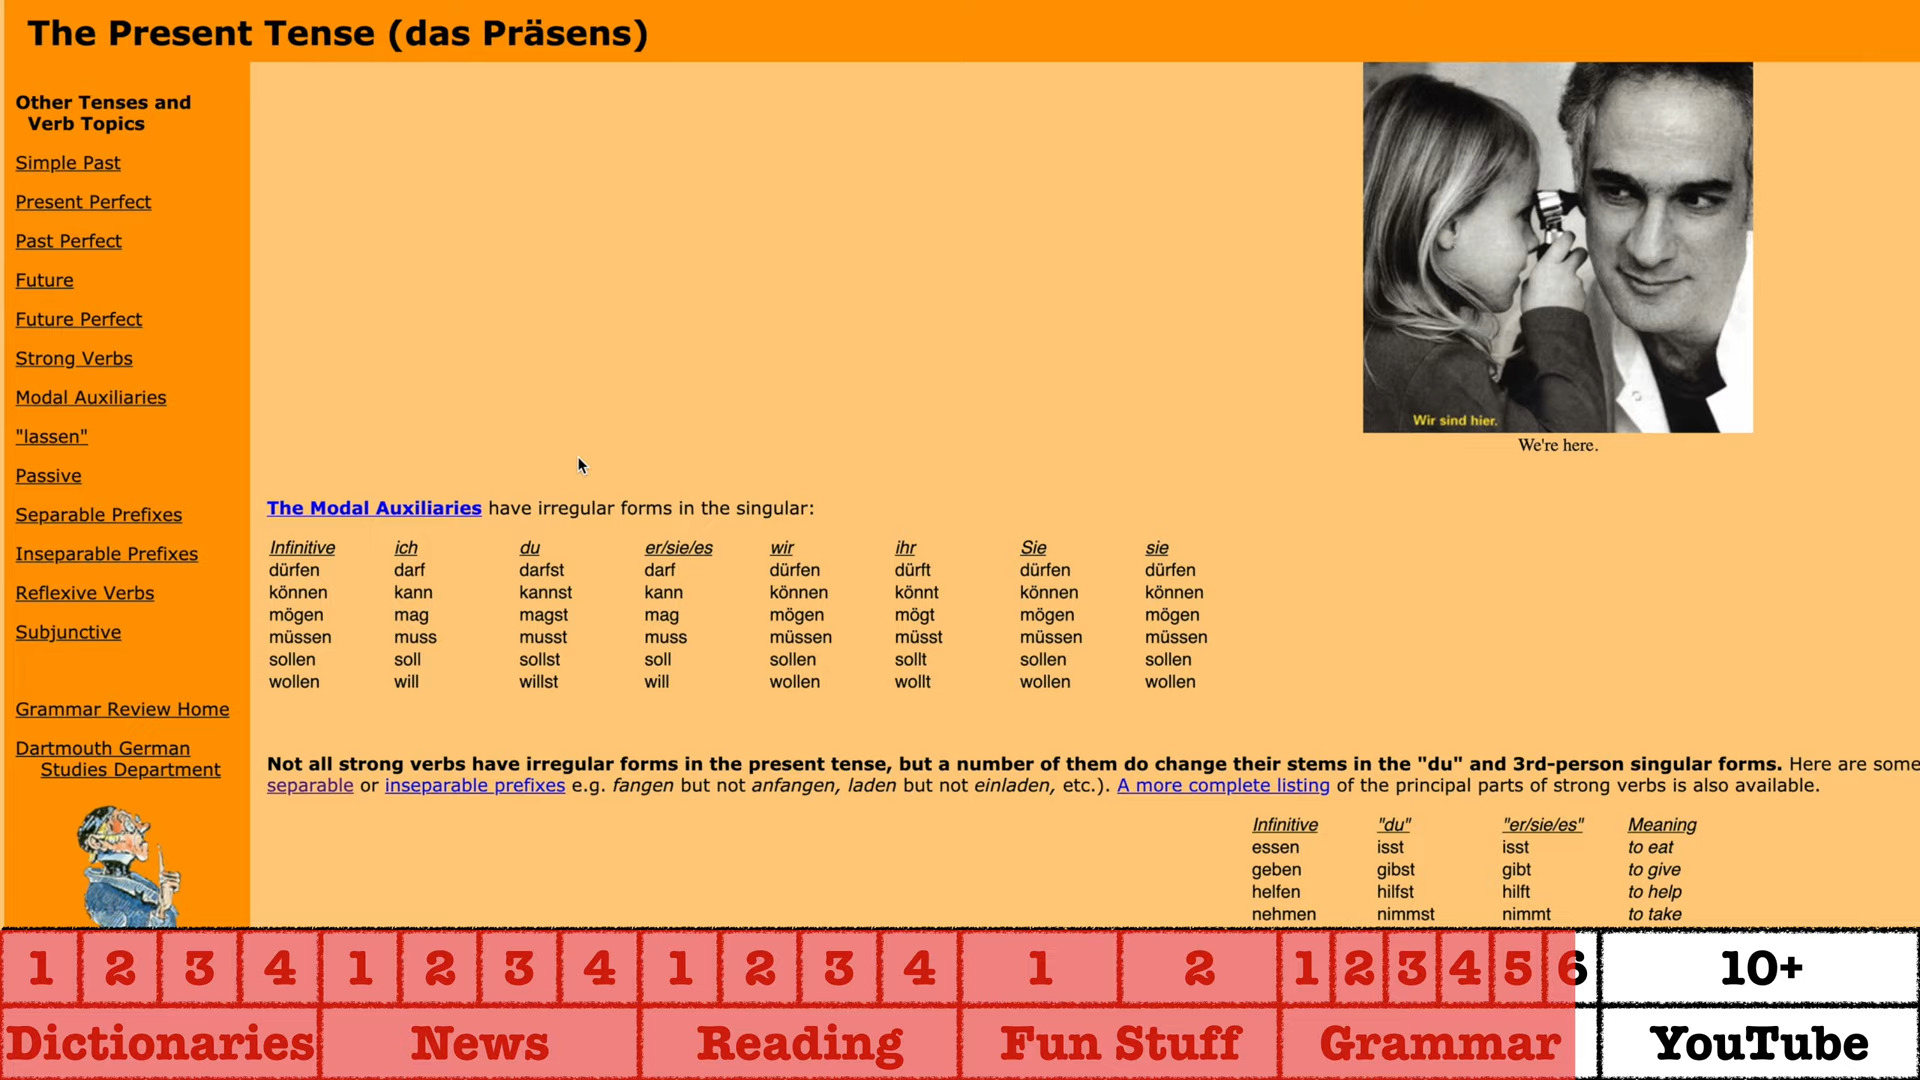 The Present Tense (das Präsens)
Other Tenses and
Verb Topics
Simple Past
Present Perfect
Past Perfect
Future
Future Perfect
Strong Verbs
Modal Auxiliaries
"lassen"
Passive
Separable Prefixes
Inseparable Prefixes
Reflexive Verbs
Subjunctive
Grammar Review Home
Dartmouth German
Studies Department
Wir sind hier.
We're here.
The Modal Auxiliaries have irregular forms in the singular:
Infinitive ich du er/sie/es wir ihr Sie sie
dürfen darf darfst darf dürfen dürft dürfen dürfen
können kann kannst kann können könnt können können
mögen mag magst mag mögen mögt mögen mögen
müssen muss musst muss müssen müsst müssen müssen
sollen soll sollst soll sollen sollt sollen sollen
wollen will willst will wollen wollt wollen wollen
Not all strong verbs have irregular forms in the present tense, but a number of them do change their stems in the "du" and 3rd-person singular forms. Here are some
separable or inseparable prefixes e.g. fangen but not anfangen, laden but not einladen, etc.). A more complete listing of the principal parts of strong verbs is also available.
Infinitive "du" "er/sie/es" Meaning
essen isst isst to eat
geben gibst gibt to give
helfen hilfst hilft to help
nehmen nimmst nimmt to take
1 2 3 4 1 2 3 4 1 2 3 4 1 2 1 2 3 4 5 6 10+
Dictionaries News Reading Fun Stuff Grammar YouTube